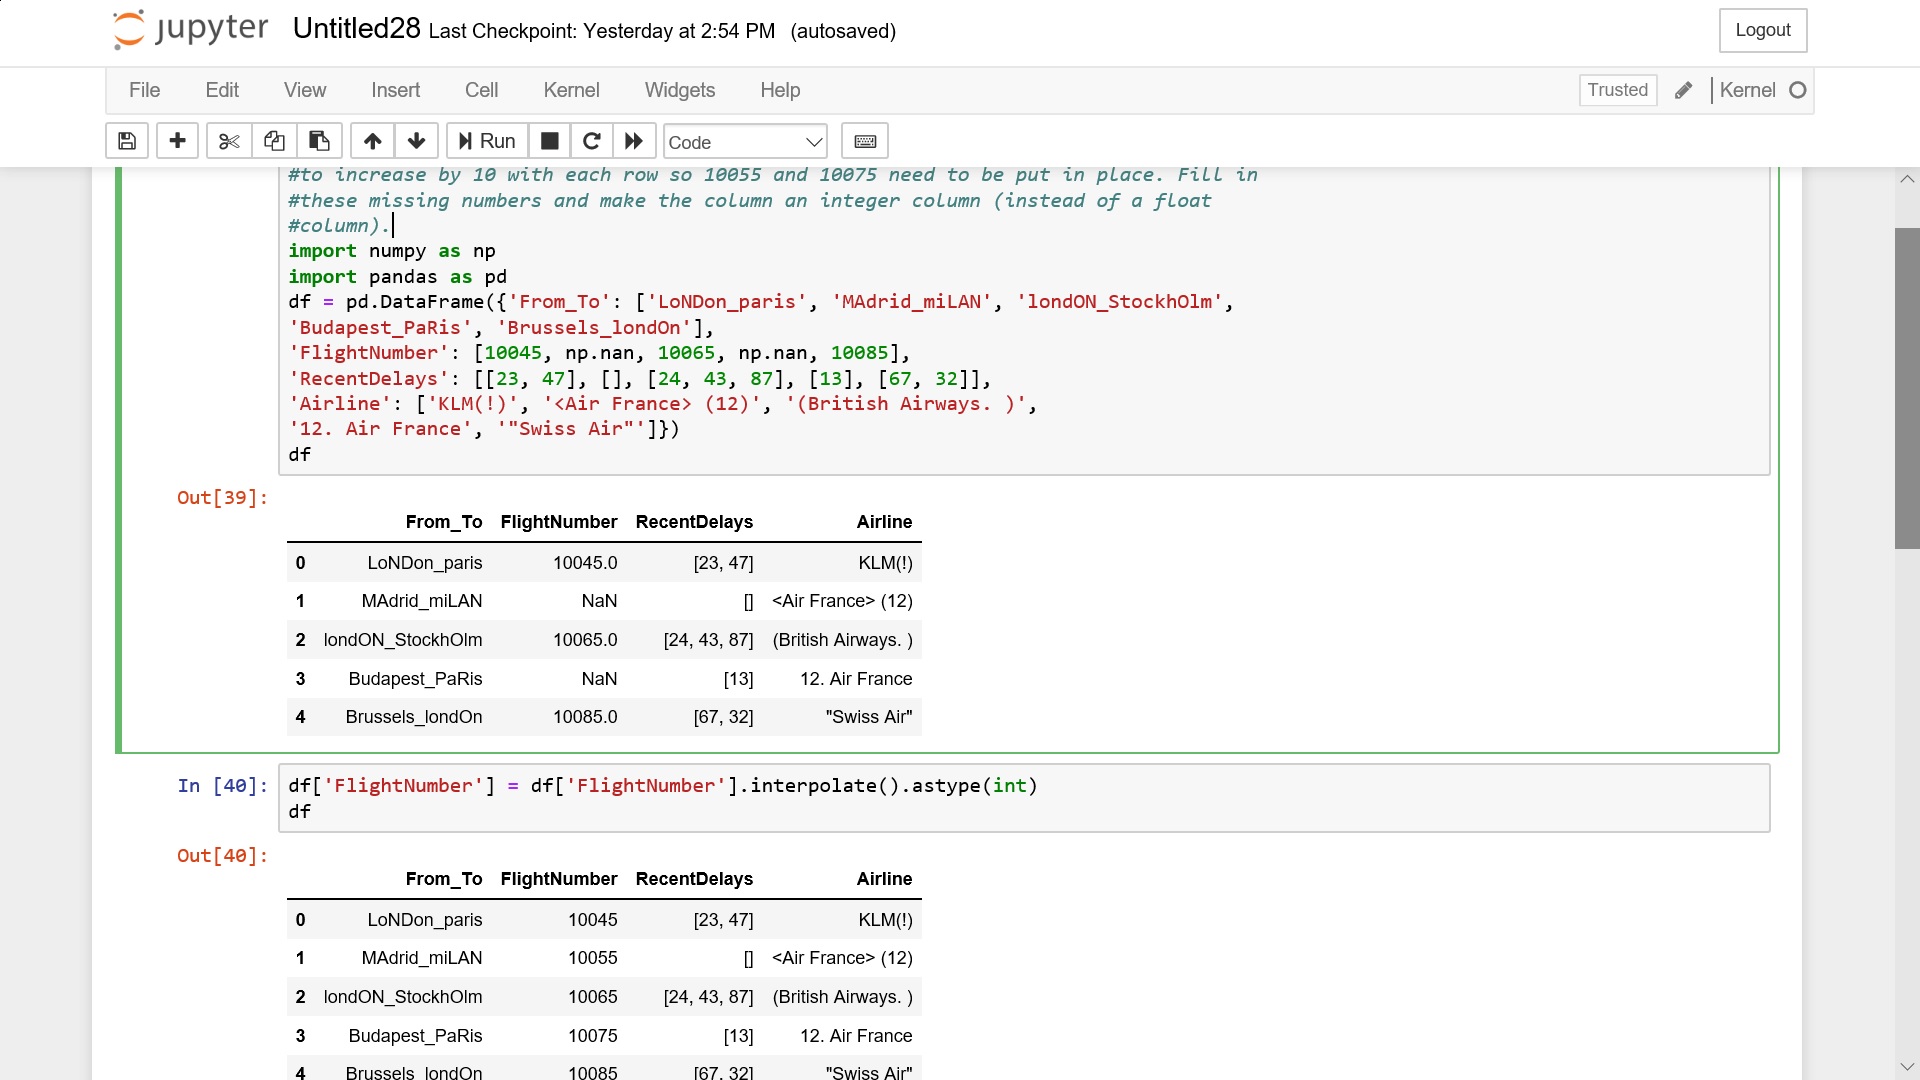 jupyter Untitled28 Last Checkpoint: Yesterday at 2:54 PM (autosaved) Logout
File Edit View Insert Cell Kernel Widgets Help Trusted Kernel
Run Code
#to increase by 10 with each row so 10055 and 10075 need to be put in place. Fill in
#these missing numbers and make the column an integer column (instead of a float
#column).
import numpy as np
import pandas as pd
df = pd.DataFrame({'From_To': ['LoNDon_paris', 'MAdrid_miLAN', 'londON_StockhOlm',
'Budapest_PaRis', 'Brussels_londOn'],
'FlightNumber': [10045, np.nan, 10065, np.nan, 10085],
'RecentDelays': [[23, 47], [], [24, 43, 87], [13], [67, 32]],
'Airline': ['KLM(!)', '<Air France> (12)', '(British Airways. )',
'12. Air France', '"Swiss Air"']})
df
Out[39]:
From_To FlightNumber RecentDelays Airline
0 LoNDon_paris 10045.0 [23, 47] KLM(!)
1 MAdrid_miLAN NaN [] <Air France> (12)
2 londON_StockhOlm 10065.0 [24, 43, 87] (British Airways. )
3 Budapest_PaRis NaN [13] 12. Air France
4 Brussels_londOn 10085.0 [67, 32] "Swiss Air"
In [40]: df['FlightNumber'] = df['FlightNumber'].interpolate().astype(int)
df
Out[40]:
From_To FlightNumber RecentDelays Airline
0 LoNDon_paris 10045 [23, 47] KLM(!)
1 MAdrid_miLAN 10055 [] <Air France> (12)
2 londON_StockhOlm 10065 [24, 43, 87] (British Airways. )
3 Budapest_PaRis 10075 [13] 12. Air France
4 Brussels_londOn 10085 [67, 32] "Swiss Air"